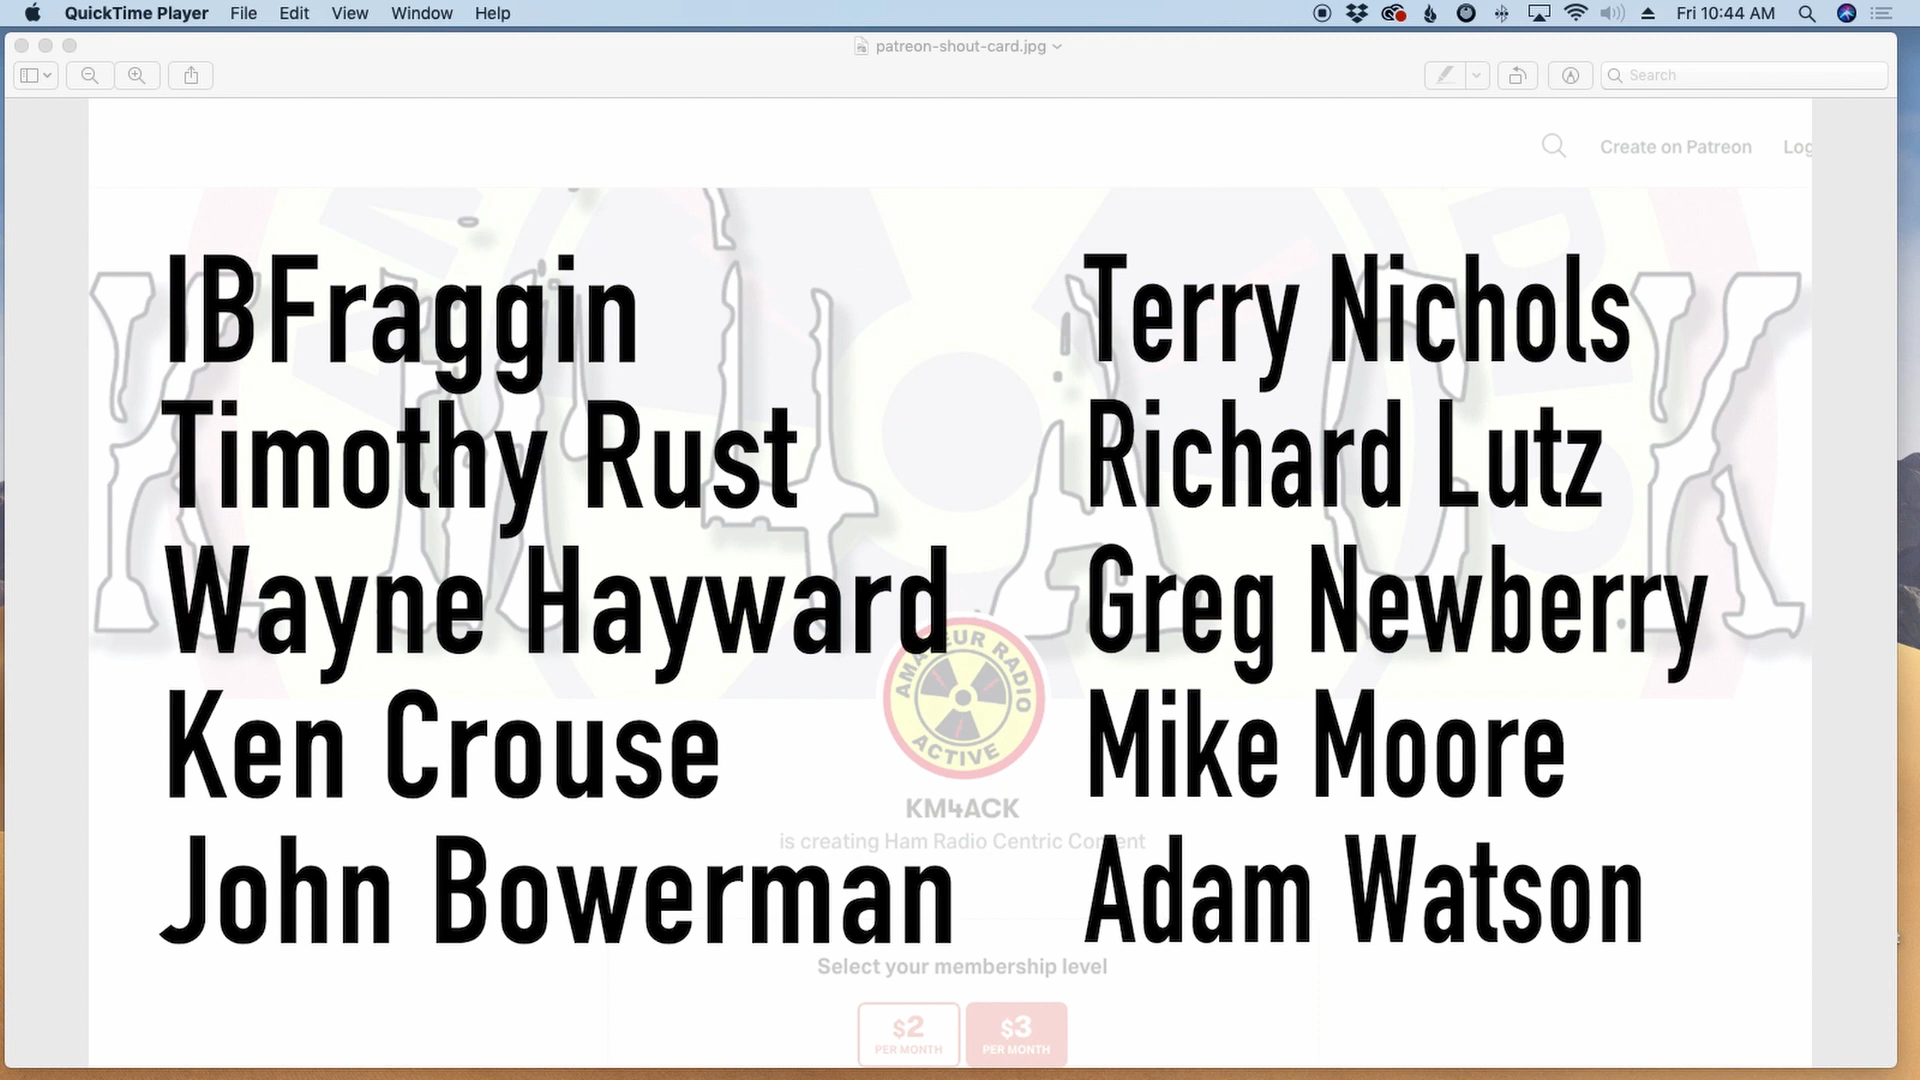 QuickTime Player File Edit View Window Help Fri 10:44 AM
patreon-shout-card.jpg
Search
Create on Patreon Log
IBFraggin
Timothy Rust
Wayne Hayward
Ken Crouse
John Bowerman
Terry Nichols
Richard Lutz
Greg Newberry
Mike Moore
Adam Watson
KM4ACK
AMATEUR RADIO
ACTIVE
KM4ACK
is creating Ham Radio Centric Content
Select your membership level
$2
PER MONTH
$3
PER MONTH